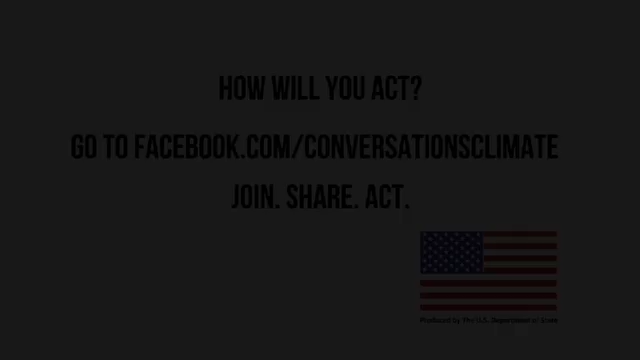 HOW WILL YOU ACT?
GO TO FACEBOOK.COM/CONVERSATIONSCLIMATE
JOIN. SHARE. ACT.
Produced by The U.S. Department of State